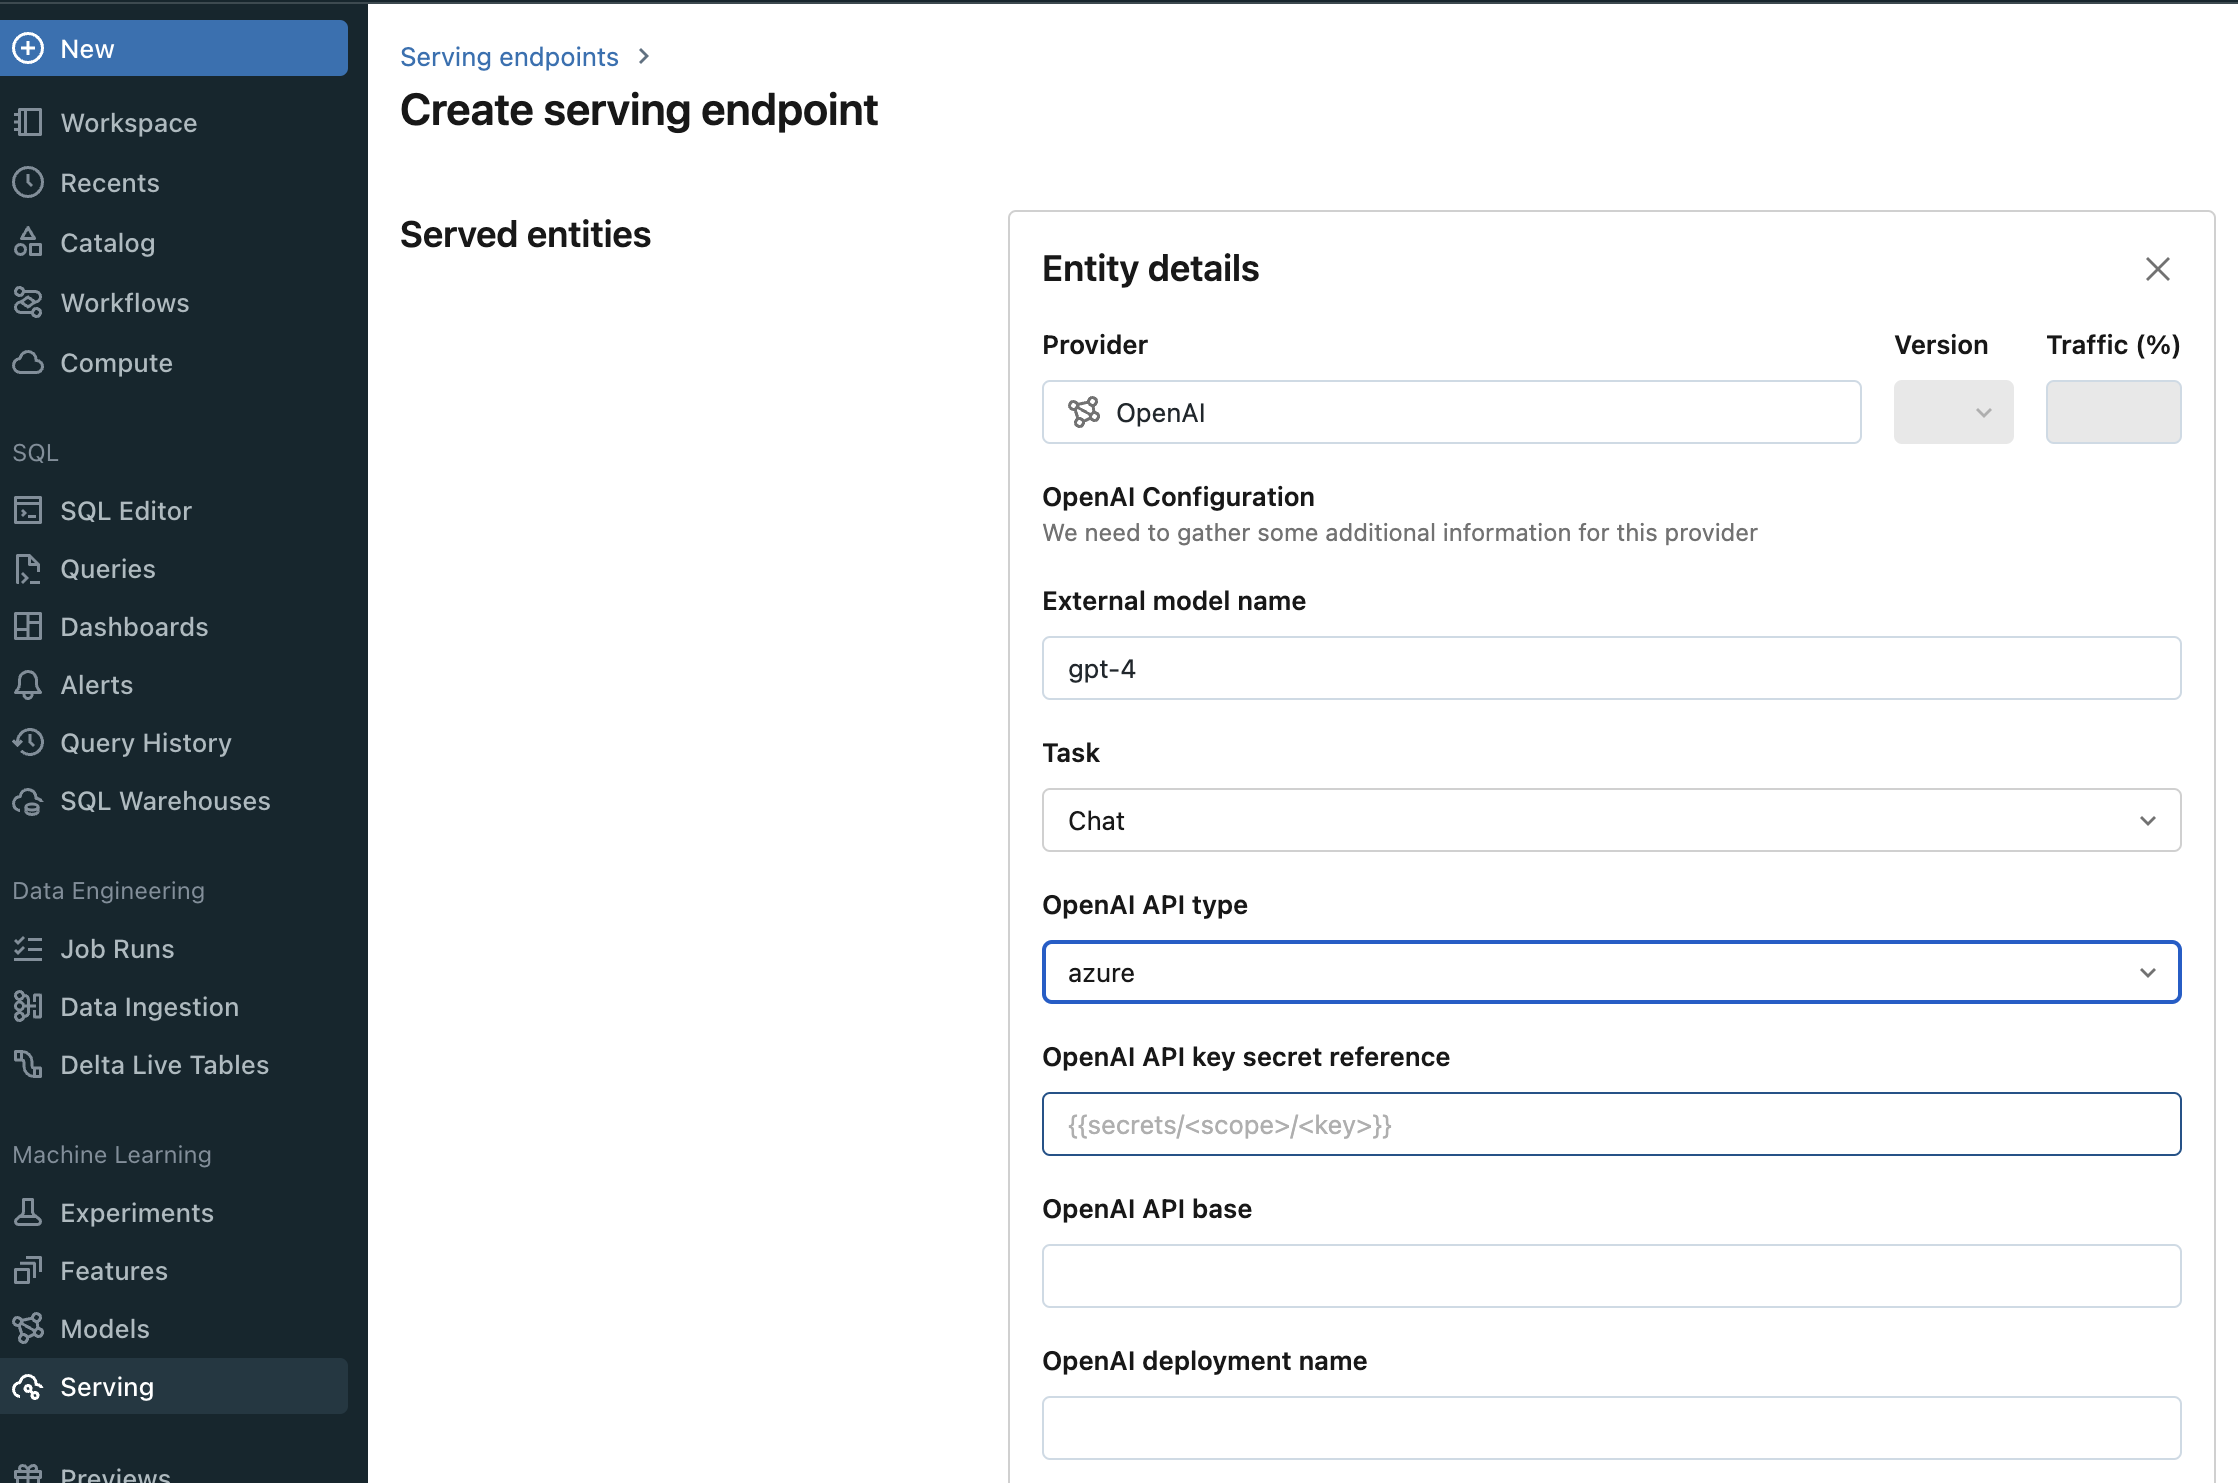 New
Workspace
Recents
Catalog
Workflows
Compute
SQL
SQL Editor
Queries
Dashboards
Alerts
Query History
SQL Warehouses
Data Engineering
Job Runs
Data Ingestion
Delta Live Tables
Machine Learning
Experiments
Features
Models
Serving
Previews
Serving endpoints >
Create serving endpoint
Served entities
Entity details
Provider Version Traffic (%)
OpenAI
OpenAI Configuration
We need to gather some additional information for this provider
External model name
gpt-4
Task
Chat
OpenAI API type
azure
OpenAI API key secret reference
{{secrets/<scope>/<key>}}
OpenAI API base
OpenAI deployment name